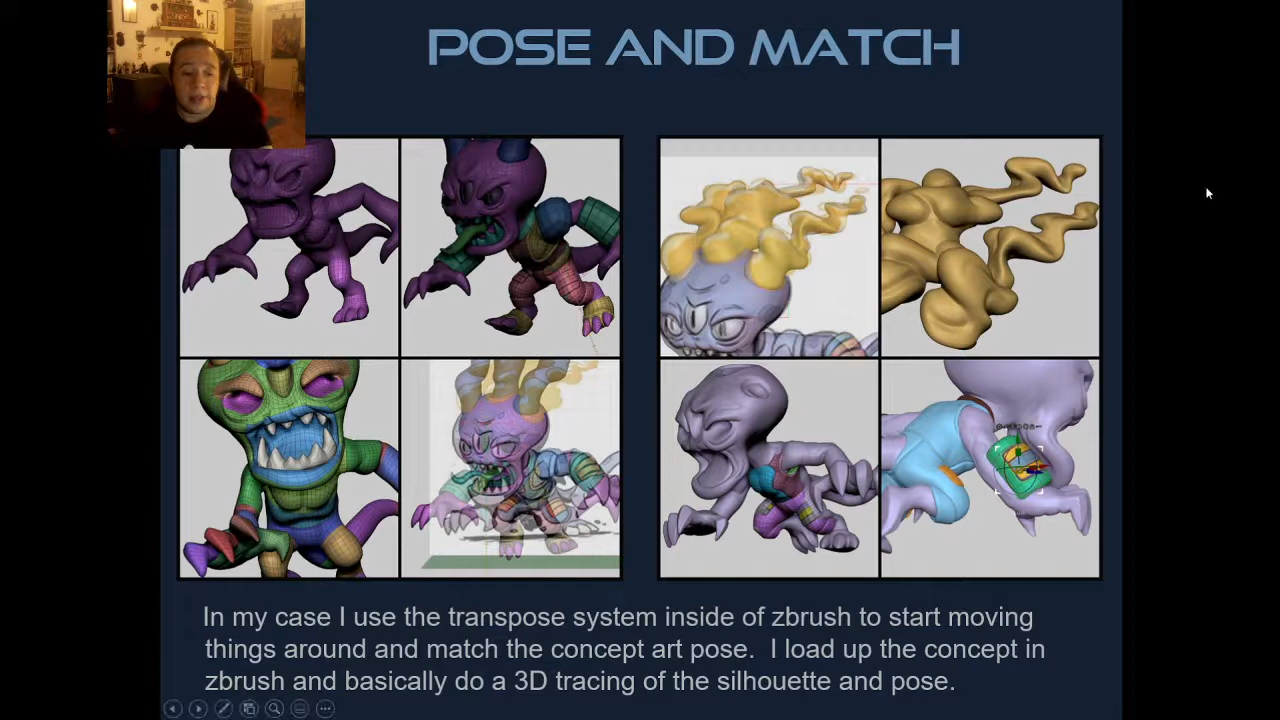 POSE AND MATCH
In my case I use the transpose system inside of zbrush to start moving
things around and match the concept art pose.  I load up the concept in
zbrush and basically do a 3D tracing of the silhouette and pose.